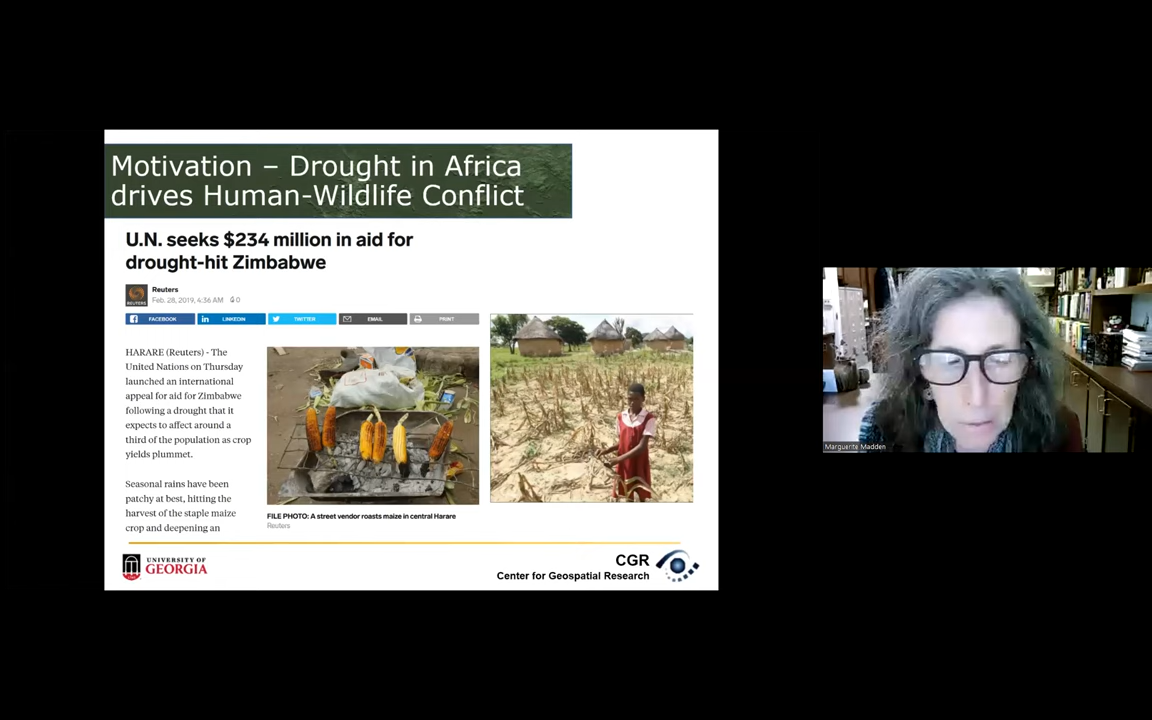 Motivation – Drought in Africa
drives Human-Wildlife Conflict
U.N. seeks $234 million in aid for
drought-hit Zimbabwe
REUTERS
Reuters
Feb. 28, 2019, 4:36 AM 0
FACEBOOK
LINKEDIN
TWITTER
EMAIL
PRINT
HARARE (Reuters) - The
United Nations on Thursday
launched an international
appeal for aid for Zimbabwe
following a drought that it
expects to affect around a
third of the population as crop
yields plummet.
Seasonal rains have been
patchy at best, hitting the
harvest of the staple maize
crop and deepening an
FILE PHOTO: A street vendor roasts maize in central Harare
Reuters
UNIVERSITY OF
GEORGIA
CGR
Center for Geospatial Research
Marguerite Madden